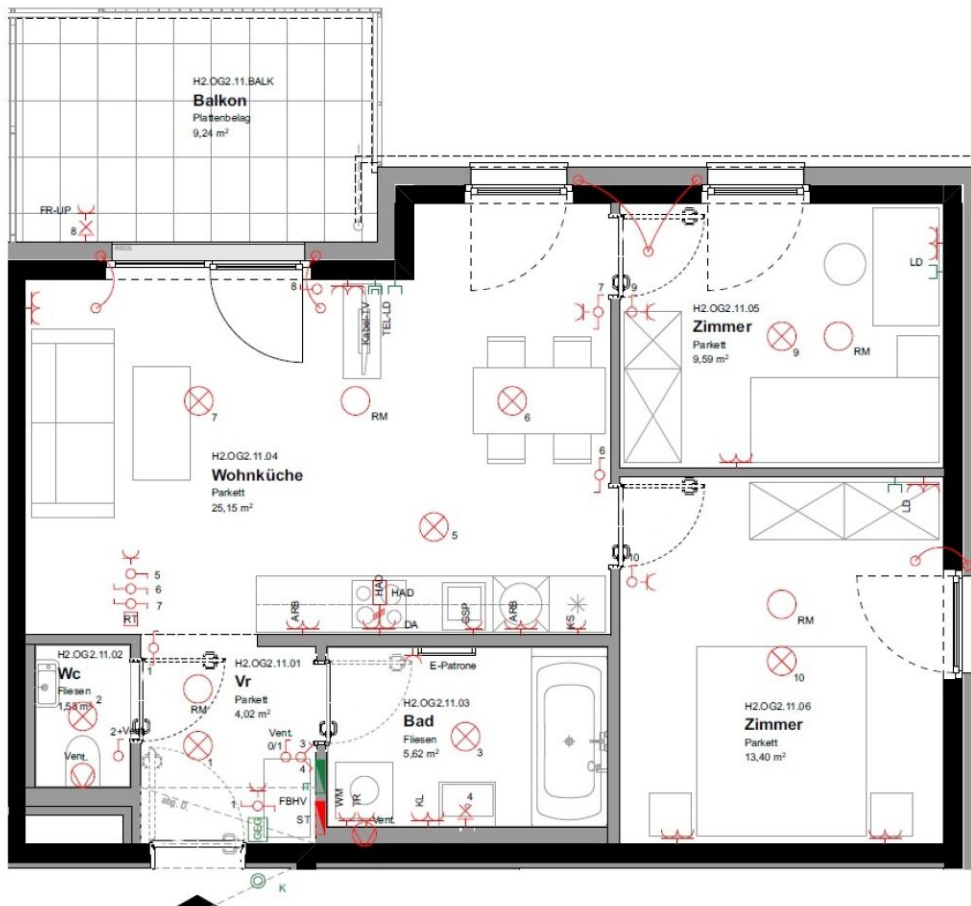 H2.OG2.11.BALK
Balkon
Plattenbelag
9,24 m²
FR-UP
8
8
Kabel-TV
TEL-LD
7
9
LD
H2.OG2.11.05
Zimmer
Parkett
9,59 m²
9
RM
7
RM
6
H2.OG2.11.04
Wohnküche
Parkett
25,15 m²
6
5
LD
10
5
6
7
RT
ARB
HAD
HAD
DA
GSP
ARB
KS
RM
1
H2.OG2.11.02
Wc
Fliesen
2
2+Vent.
Vent.
H2.OG2.11.01
Vr
Parkett
4,02 m²
RM
1
Vent.
0/1
3
4
E-Patrone
H2.OG2.11.03
Bad
Fliesen
5,62 m²
3
10
H2.OG2.11.06
Zimmer
Parkett
13,40 m²
abg. D.
1
FBHV
ST
GEG
WM
TR
KL
4
Vent.
K